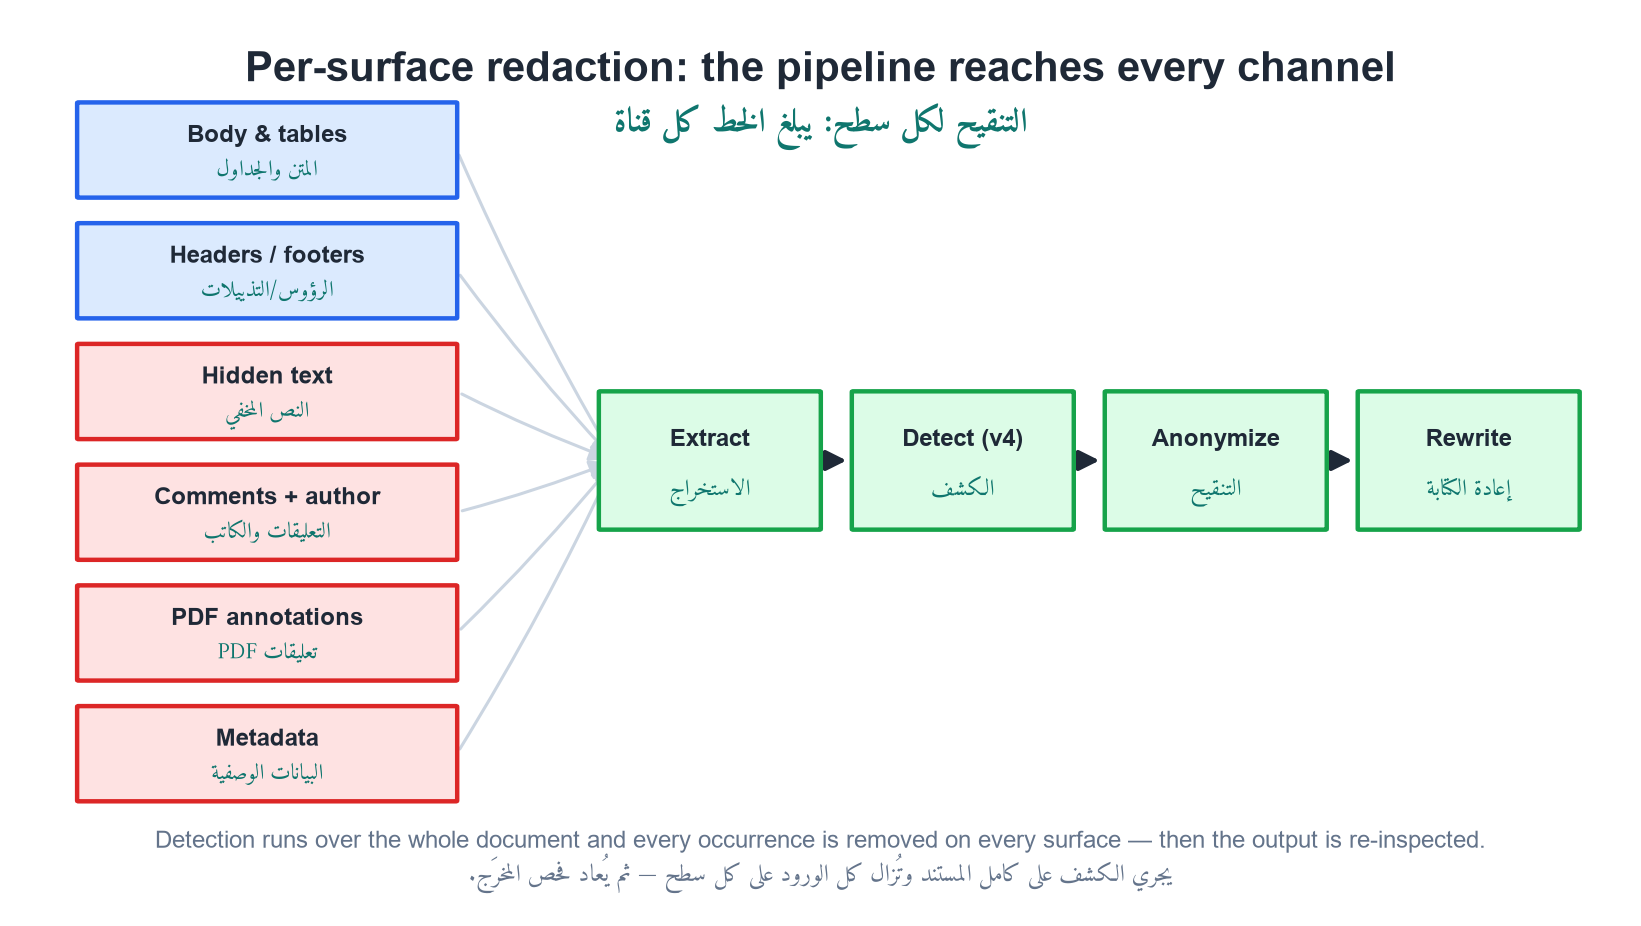 Per-surface redaction: the pipeline reaches every channel
التنقيح لكل سطح: يبلغ الخط كل قناة
Body & tables
المتن والجداول
Headers / footers
الرؤوس/التذييلات
Hidden text
النص المخفي
Comments + author
التعليقات والكاتب
PDF annotations
تعليقات PDF
Metadata
البيانات الوصفية
Extract
الاستخراج
Detect (v4)
الكشف
Anonymize
التنقيح
Rewrite
إعادة الكتابة
Detection runs over the whole document and every occurrence is removed on every surface — then the output is re-inspected.
يجري الكشف على كامل المستند وتُزال كل الورود على كل سطح — ثم يُعاد فحص المخرَج.